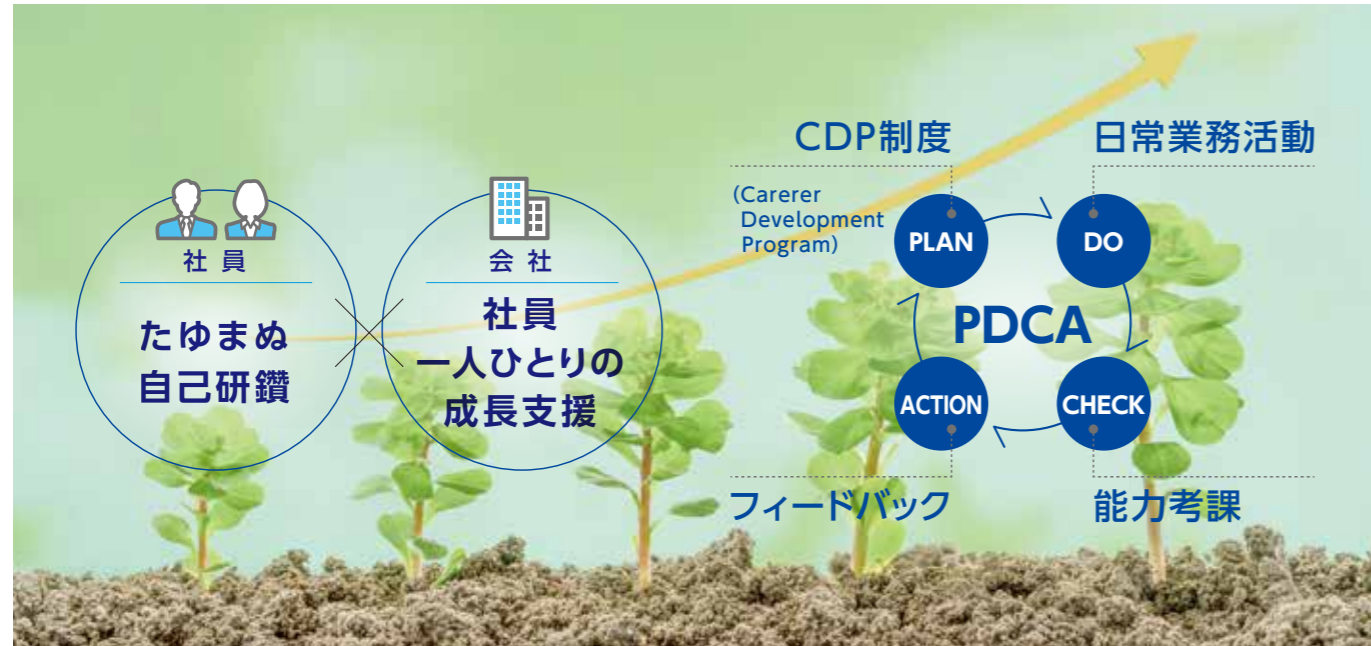 社員
たゆまぬ
自己研鑽
会社
社員
一人ひとりの
成長支援
CDP制度
(Carerer
Development
Program)
日常業務活動
PLAN
DO
PDCA
ACTION
CHECK
フィードバック
能力考課